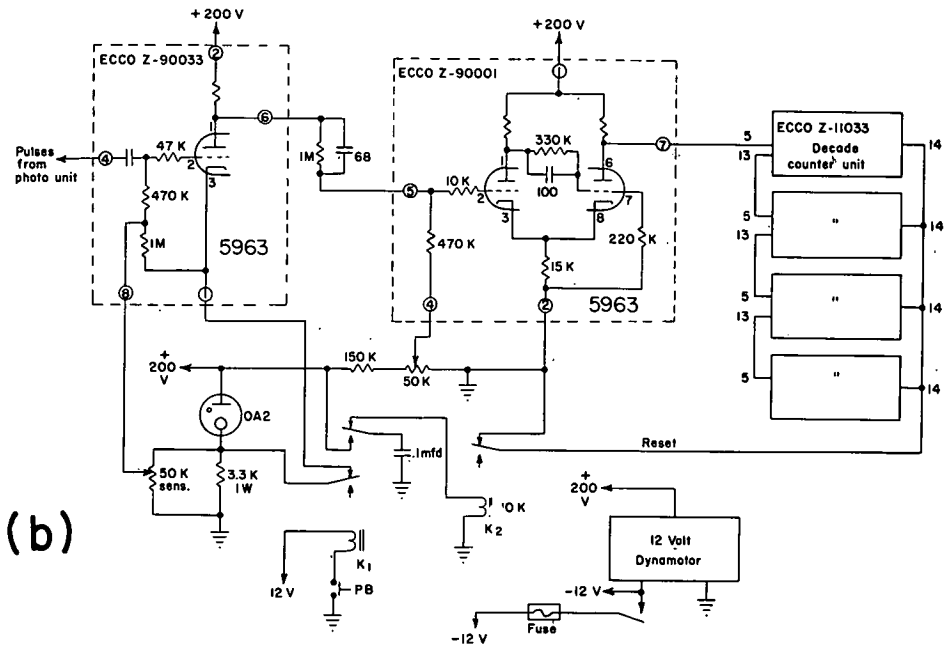 +200 V
2
ECCO Z-90033
6
1
4
47 K
2
3
Pulses
from
photo unit
470 K
1M
5963
8
1
1M
68
+200 V
1
ECCO Z-90001
330 K
1
6
100
5
10 K
2
3
8
7
470 K
220 K
15 K
4
2
5963
7
5
13
ECCO Z-11033
Decade
counter unit
14
5
13
"
14
5
13
"
14
5
"
14
+
200
V
150 K
50 K
OA2
50 K
sens.
3.3 K
1W
.1mfd
Reset
10 K
K2
K1
12 V
PB
+
200
V
12 Volt
Dynamotor
-12 V
Fuse
-12 V
(b)